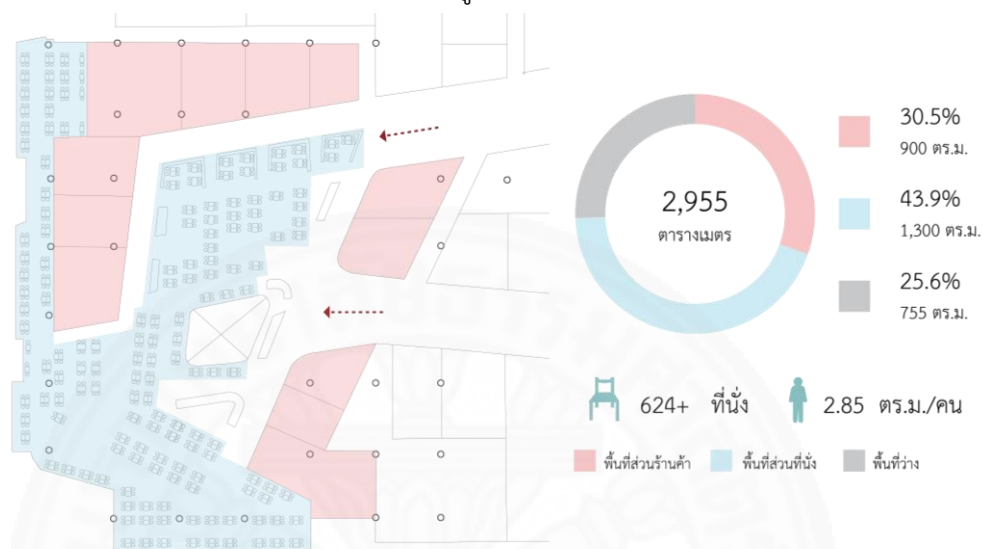 30.5%
900 ตร.ม.
2,955
ตารางเมตร
43.9%
1,300 ตร.ม.
25.6%
755 ตร.ม.
624+ ที่นั่ง
2.85 ตร.ม./คน
พื้นที่ส่วนร้านค้า
พื้นที่ส่วนที่นั่ง
พื้นที่ว่าง